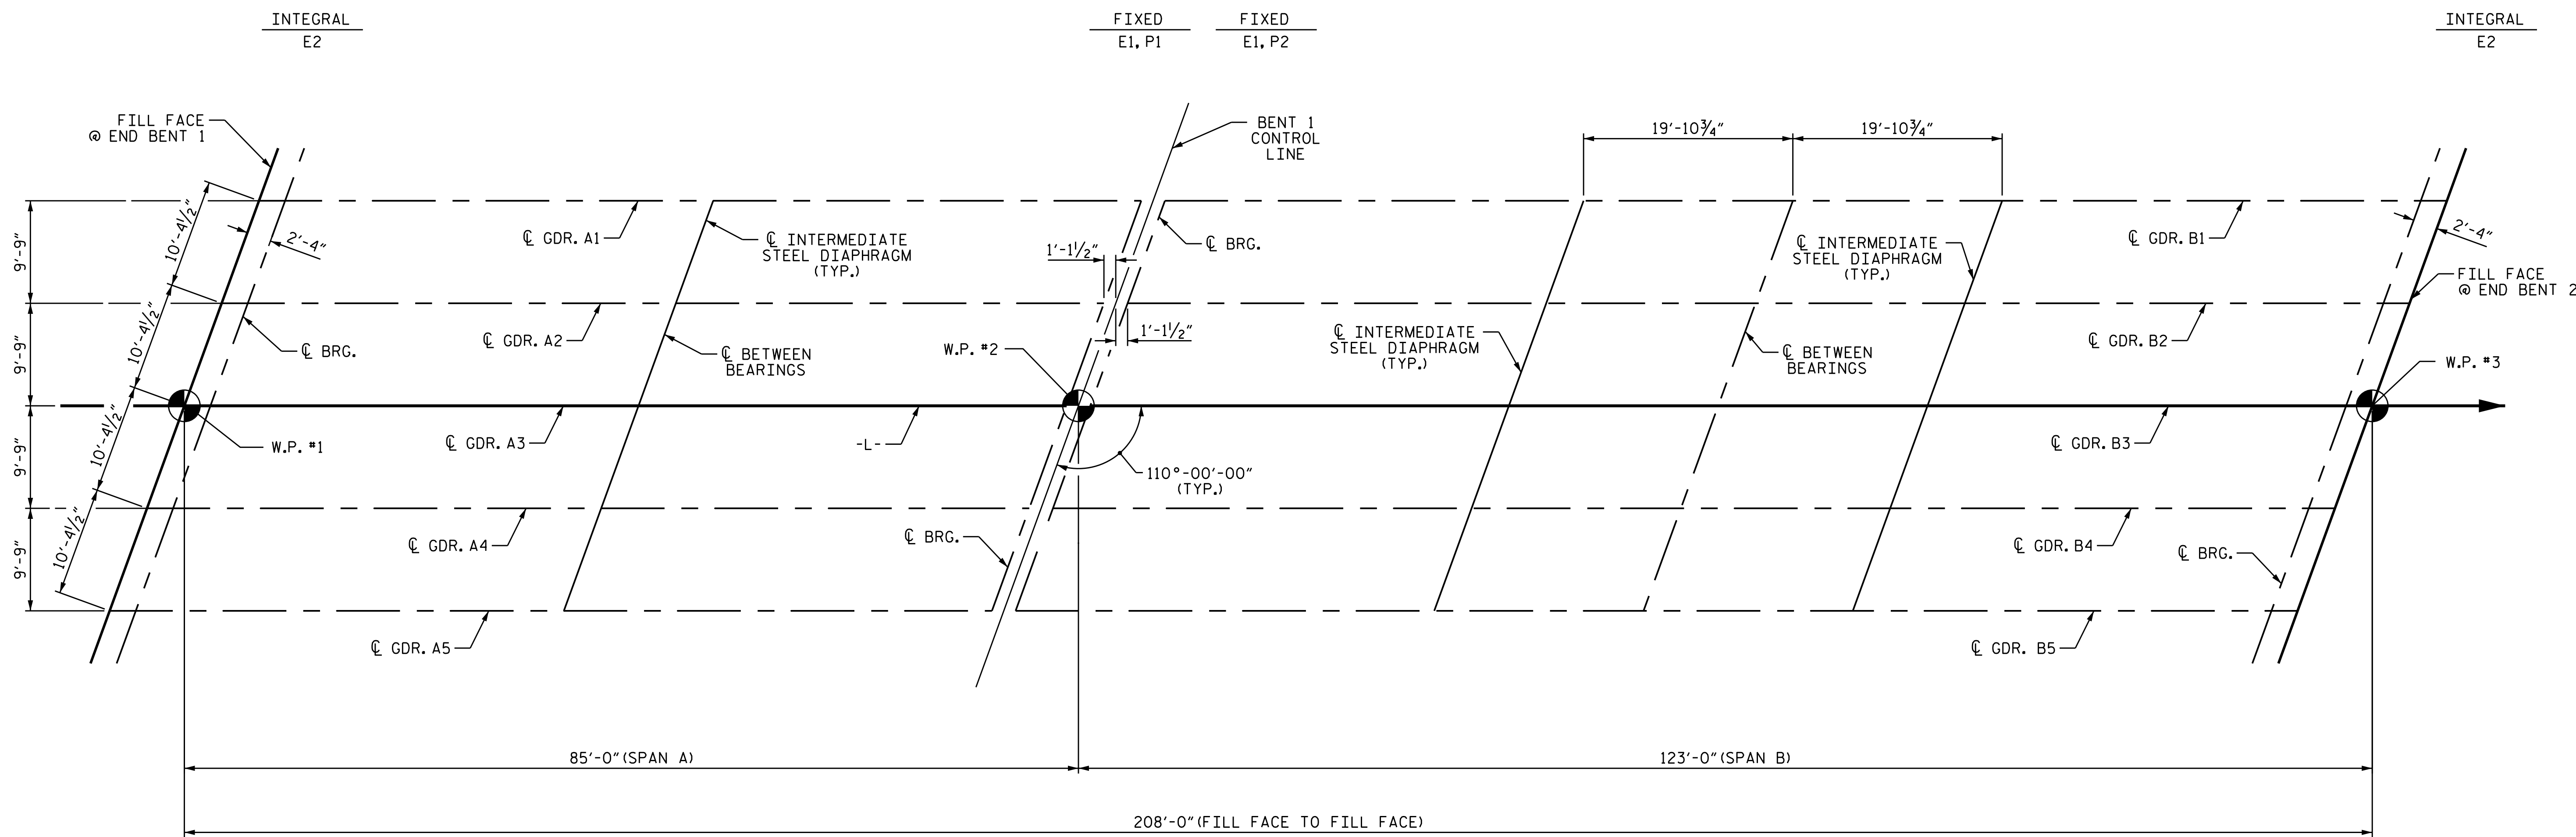 INTEGRAL
E2
FIXED
E1, P1
FIXED
E1, P2
INTEGRAL
E2
FILL FACE
@ END BENT 1
BENT 1
CONTROL
LINE
19'-10¾"
19'-10¾"
10'-4½"
10'-4½"
10'-4½"
10'-4½"
9'-9"
9'-9"
9'-9"
9'-9"
2'-4"
℄ GDR. A1
℄ INTERMEDIATE
STEEL DIAPHRAGM
(TYP.)
1'-1½"
℄ BRG.
℄ INTERMEDIATE
STEEL DIAPHRAGM
(TYP.)
℄ GDR. B1
2'-4"
FILL FACE
@ END BENT 2
℄ BRG.
℄ GDR. A2
℄ BETWEEN
BEARINGS
W.P. #2
1'-1½"
℄ INTERMEDIATE
STEEL DIAPHRAGM
(TYP.)
℄ BETWEEN
BEARINGS
℄ GDR. B2
W.P. #3
W.P. #1
℄ GDR. A3
-L-
110°-00'-00"
(TYP.)
℄ GDR. B3
℄ GDR. A4
℄ BRG.
℄ GDR. B4
℄ BRG.
℄ GDR. A5
℄ GDR. B5
85'-0" (SPAN A)
123'-0" (SPAN B)
208'-0" (FILL FACE TO FILL FACE)